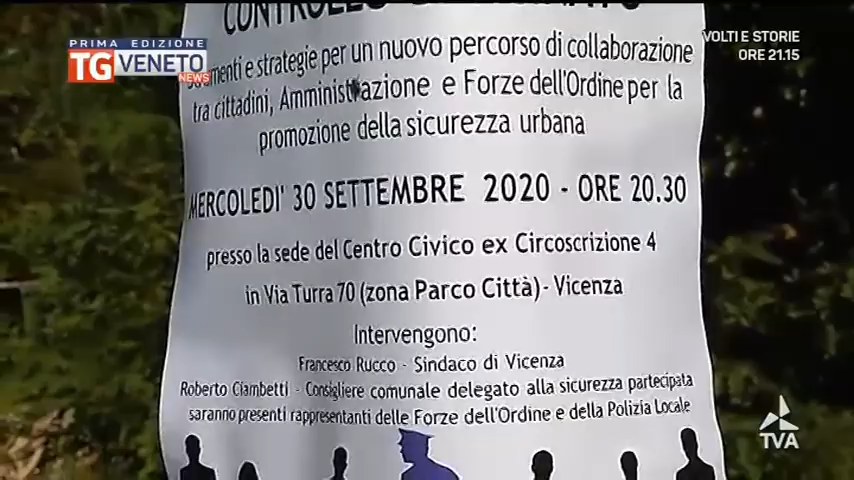 PRIMA EDIZIONE
TG VENETO
NEWS
VOLTI E STORIE
ORE 21.15
CONTROLLO
e strategie per un nuovo percorso di collaborazione
tra cittadini, Amministrazione e Forze dell'Ordine per la
promozione della sicurezza urbana
MERCOLEDI' 30 SETTEMBRE 2020 - ORE 20.30
presso la sede del Centro Civico ex Circoscrizione 4
in Via Turra 70 (zona Parco Città) - Vicenza
Intervengono:
Francesco Rucco - Sindaco di Vicenza
Roberto Ciambetti - Consigliere comunale delegato alla sicurezza partecipata
saranno presenti rappresentanti delle Forze dell'Ordine e della Polizia Locale
TVA